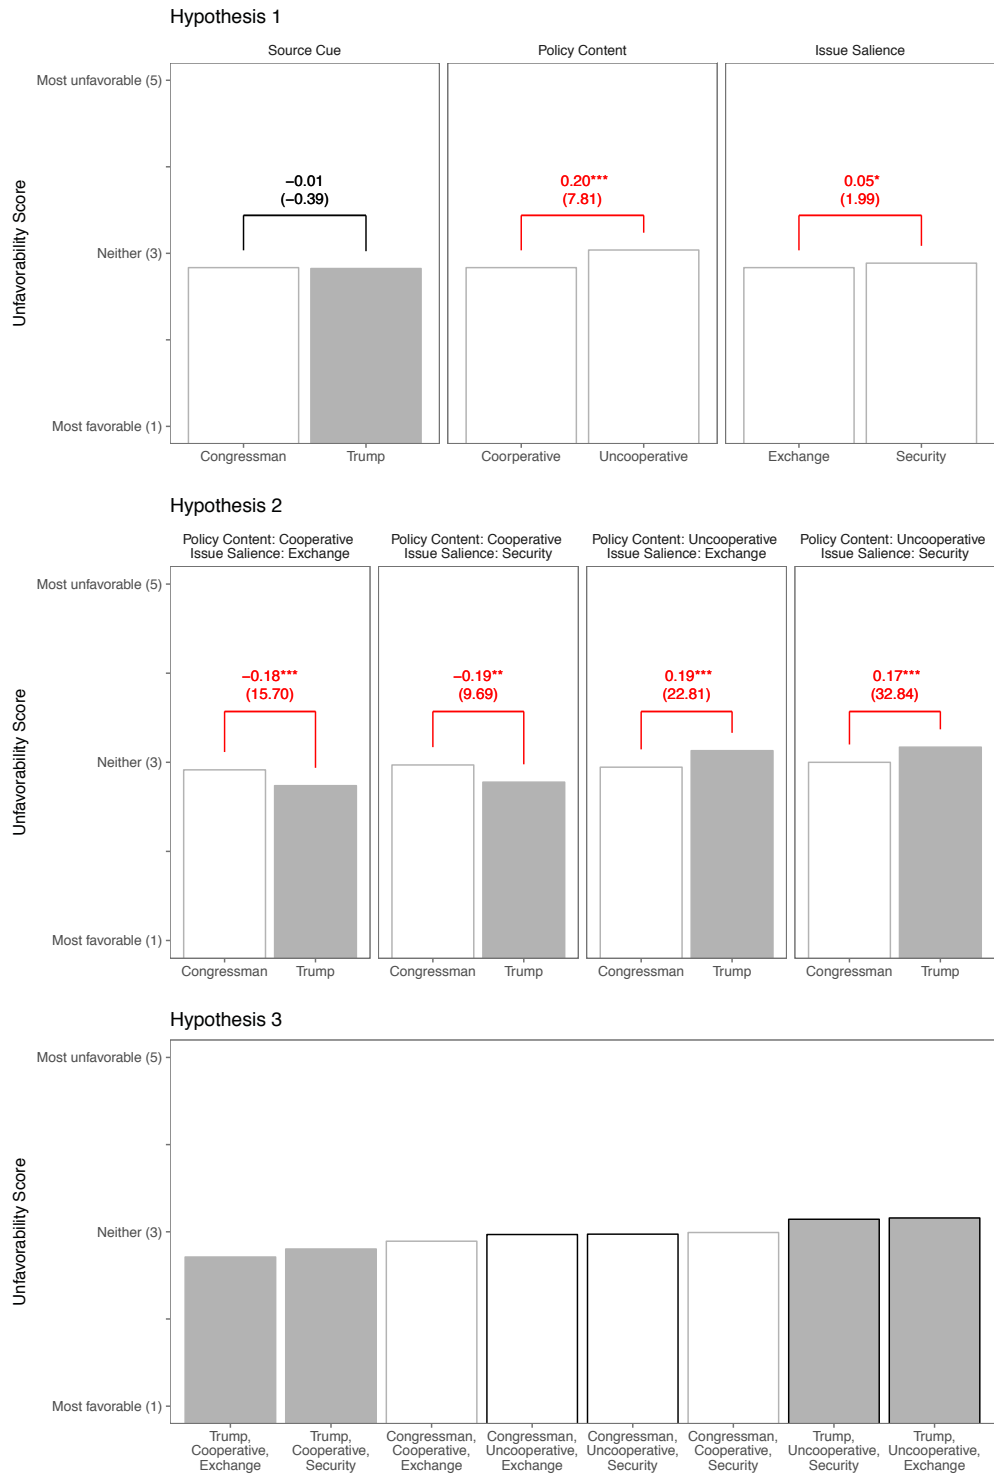 Hypothesis 1
Source Cue
Policy Content
Issue Salience
Unfavorability Score
Most unfavorable (5)
Neither (3)
Most favorable (1)
−0.01
(−0.39)
0.20***
(7.81)
0.05*
(1.99)
Congressman
Trump
Coorperative
Uncooperative
Exchange
Security
Hypothesis 2
Policy Content: Cooperative
Issue Salience: Exchange
Policy Content: Cooperative
Issue Salience: Security
Policy Content: Uncooperative
Issue Salience: Exchange
Policy Content: Uncooperative
Issue Salience: Security
Unfavorability Score
Most unfavorable (5)
Neither (3)
Most favorable (1)
−0.18***
(15.70)
−0.19**
(9.69)
0.19***
(22.81)
0.17***
(32.84)
Congressman
Trump
Congressman
Trump
Congressman
Trump
Congressman
Trump
Hypothesis 3
Unfavorability Score
Most unfavorable (5)
Neither (3)
Most favorable (1)
Trump,
Cooperative,
Exchange
Trump,
Cooperative,
Security
Congressman,
Cooperative,
Exchange
Congressman,
Uncooperative,
Exchange
Congressman,
Uncooperative,
Security
Congressman,
Cooperative,
Security
Trump,
Uncooperative,
Security
Trump,
Uncooperative,
Exchange